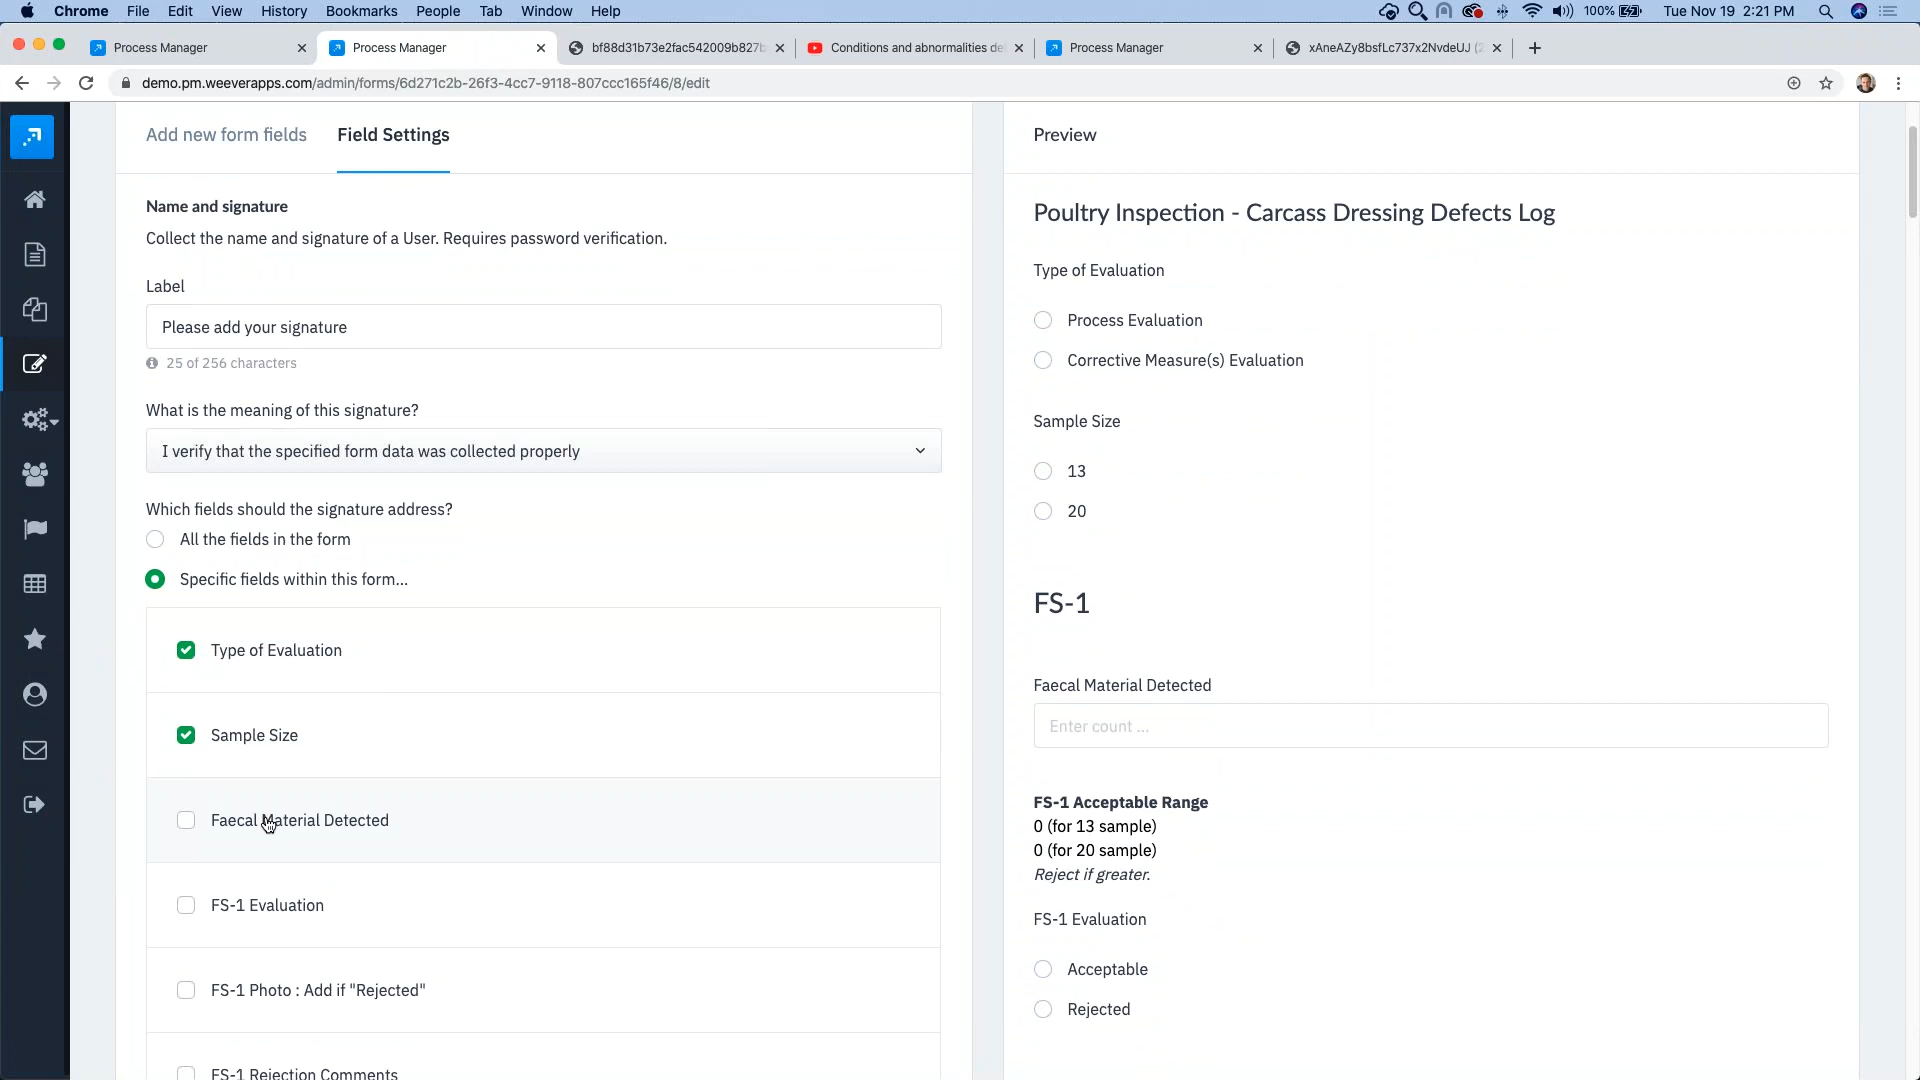 Chrome File Edit View History Bookmarks People Tab Window Help 100% Tue Nov 19 2:21 PM
Process Manager
Process Manager
bf88d31b73e2fac542009b827b
Conditions and abnormalities de
Process Manager
xAneAZy8bsfLc737x2NvdeUJ (2
demo.pm.weeverapps.com/admin/forms/6d271c2b-26f3-4cc7-9118-807ccc165f46/8/edit
Add new form fields
Field Settings
Name and signature
Collect the name and signature of a User. Requires password verification.
Label
Please add your signature
25 of 256 characters
What is the meaning of this signature?
I verify that the specified form data was collected properly
Which fields should the signature address?
All the fields in the form
Specific fields within this form...
Type of Evaluation
Sample Size
Faecal Material Detected
FS-1 Evaluation
FS-1 Photo : Add if "Rejected"
FS-1 Rejection Comments
Preview
Poultry Inspection - Carcass Dressing Defects Log
Type of Evaluation
Process Evaluation
Corrective Measure(s) Evaluation
Sample Size
13
20
FS-1
Faecal Material Detected
Enter count ...
FS-1 Acceptable Range
0 (for 13 sample)
0 (for 20 sample)
Reject if greater.
FS-1 Evaluation
Acceptable
Rejected